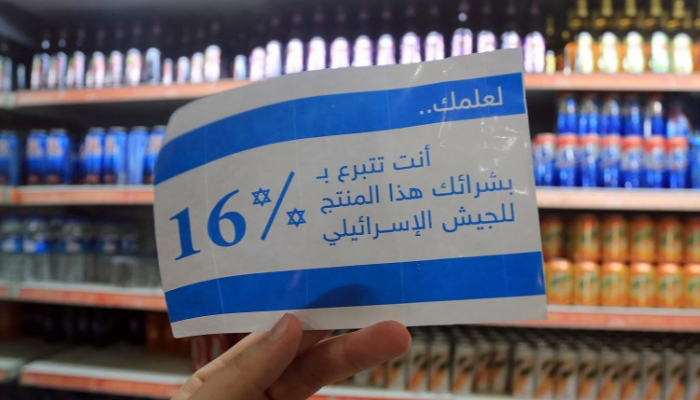 لعلمك..
أنت تتبرع بـ
بشرائك هذا المنتج
للجيش الإسرائيلي
16%